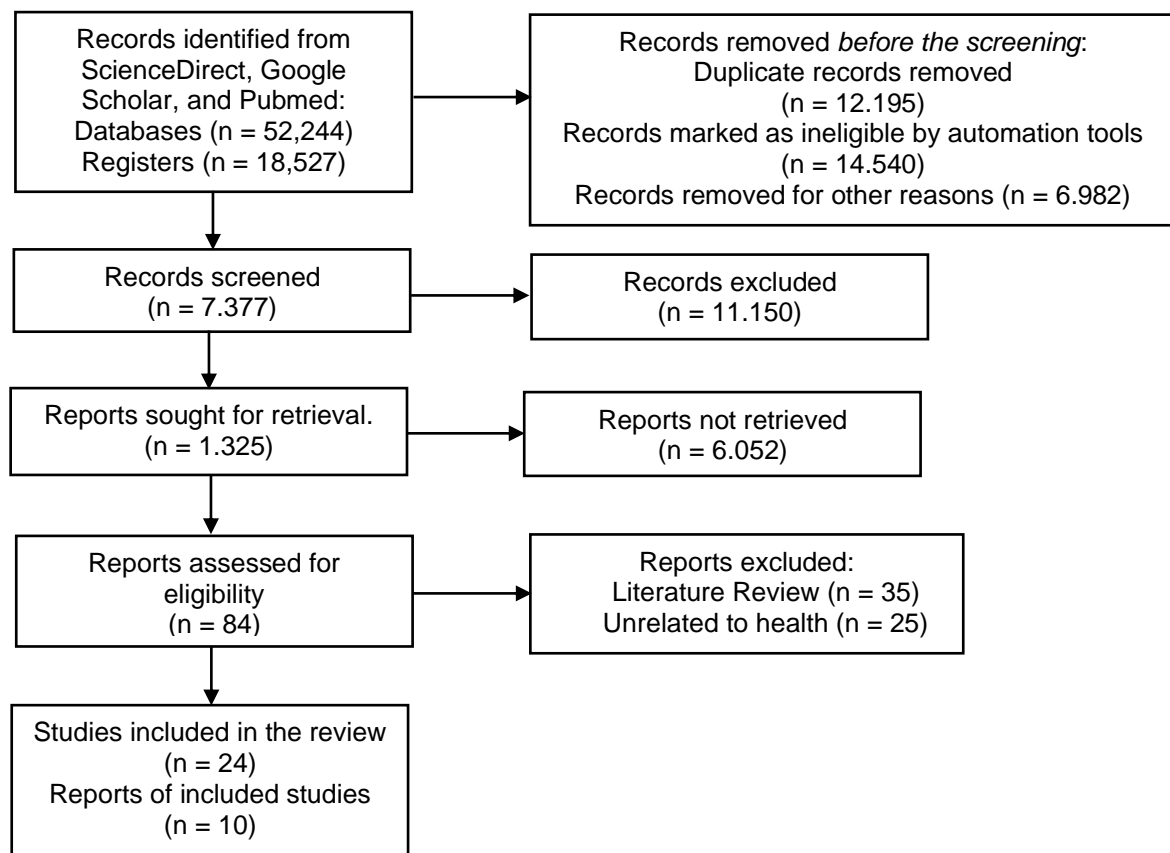 Records identified from
ScienceDirect, Google
Scholar, and Pubmed:
Databases (n = 52,244)
Registers (n = 18,527)
Records removed before the screening:
Duplicate records removed
(n = 12.195)
Records marked as ineligible by automation tools
(n = 14.540)
Records removed for other reasons (n = 6.982)
Records screened
(n = 7.377)
Records excluded
(n = 11.150)
Reports sought for retrieval.
(n = 1.325)
Reports not retrieved
(n = 6.052)
Reports assessed for
eligibility
(n = 84)
Reports excluded:
Literature Review (n = 35)
Unrelated to health (n = 25)
Studies included in the review
(n = 24)
Reports of included studies
(n = 10)